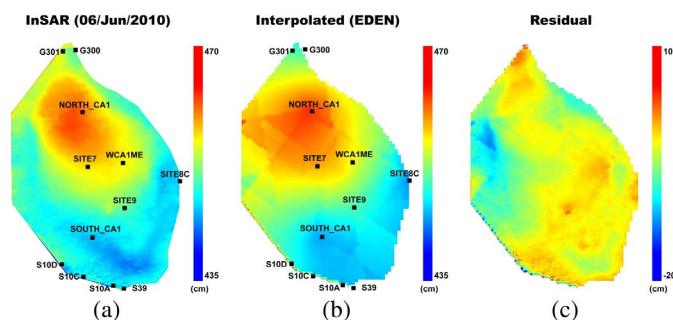 InSAR (06/Jun/2010)
G301
G300
470
NORTH_CA1
SITE7
WCA1ME
SITE8C
SITE9
SOUTH_CA1
S10D
S10C
S10A
S39
435
(cm)
(a)
Interpolated (EDEN)
G301
G300
470
NORTH_CA1
SITE7
WCA1ME
SITE8C
SITE9
SOUTH_CA1
S10D
S10C
S10A
S39
435
(cm)
(b)
Residual
10
-20
(cm)
(c)